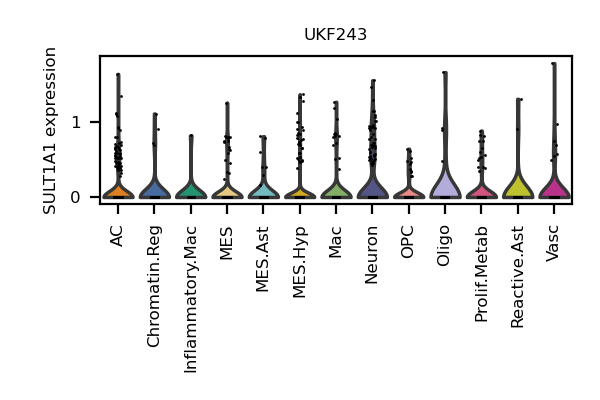 UKF243
SULT1A1 expression
1
0
AC
Chromatin.Reg
Inflammatory.Mac
MES
MES.Ast
MES.Hyp
Mac
Neuron
OPC
Oligo
Prolif.Metab
Reactive.Ast
Vasc